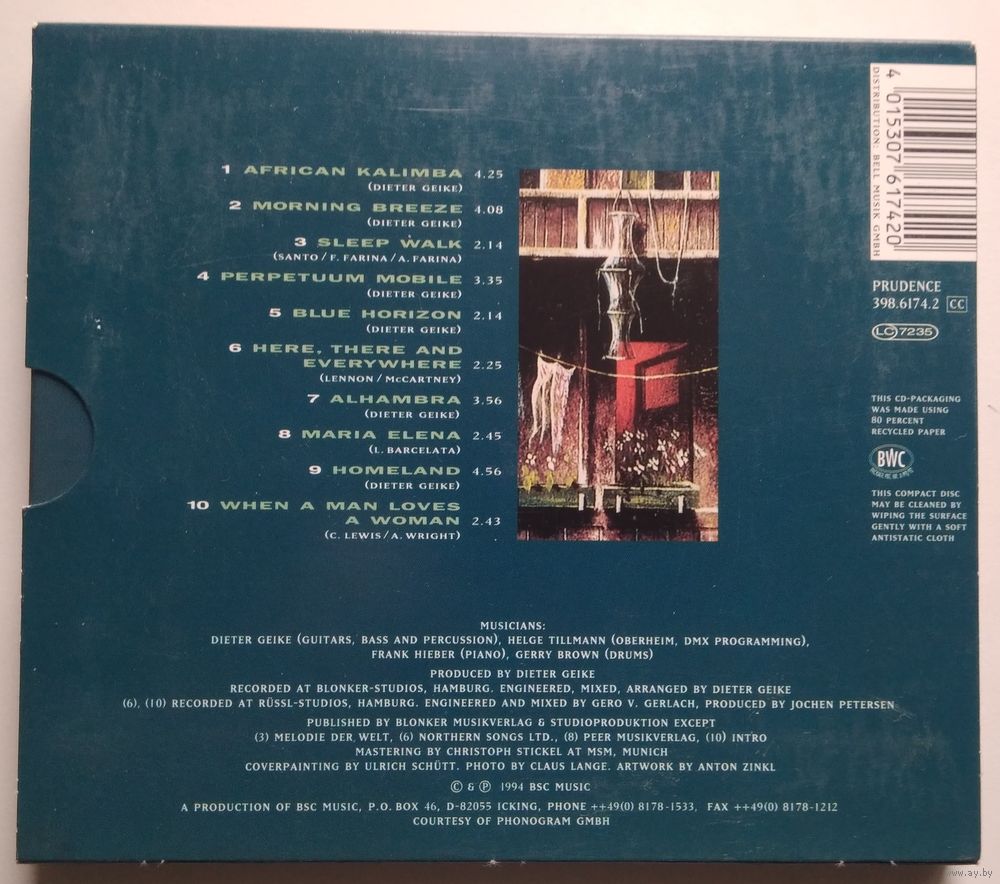 1 AFRICAN KALIMBA 4.25
(DIETER GEIKE)
2 MORNING BREEZE 4.08
(DIETER GEIKE)
3 SLEEP WALK 2.14
(SANTO / F. FARINA / A. FARINA)
4 PERPETUUM MOBILE 3.35
(DIETER GEIKE)
5 BLUE HORIZON 2.14
(DIETER GEIKE)
6 HERE, THERE AND
EVERYWHERE 2.25
(LENNON / McCARTNEY)
7 ALHAMBRA 3.56
(DIETER GEIKE)
8 MARIA ELENA 2.45
(L. BARCELATA)
9 HOMELAND 4.56
(DIETER GEIKE)
10 WHEN A MAN LOVES
A WOMAN 2.43
(C. LEWIS/A. WRIGHT)
4 015307 617420
DISTRIBUTION: BELL MUSIK GMBH
PRUDENCE
398.6174.2 CC
LC 7235
THIS CD-PACKAGING
WAS MADE USING
80 PERCENT
RECYCLED PAPER
BWC
THIS COMPACT DISC
MAY BE CLEANED BY
WIPING THE SURFACE
GENTLY WITH A SOFT
ANTISTATIC CLOTH
MUSICIANS:
DIETER GEIKE (GUITARS, BASS AND PERCUSSION), HELGE TILLMANN (OBERHEIM, DMX PROGRAMMING),
FRANK HIEBER (PIANO), GERRY BROWN (DRUMS)
PRODUCED BY DIETER GEIKE
RECORDED AT BLONKER-STUDIOS, HAMBURG. ENGINEERED, MIXED, ARRANGED BY DIETER GEIKE
(6), (10) RECORDED AT RÜSSL-STUDIOS, HAMBURG. ENGINEERED AND MIXED BY GERO V. GERLACH, PRODUCED BY JOCHEN PETERSEN
PUBLISHED BY BLONKER MUSIKVERLAG & STUDIOPRODUKTION EXCEPT
(3) MELODIE DER WELT, (6) NORTHERN SONGS LTD., (8) PEER MUSIKVERLAG, (10) INTRO
MASTERING BY CHRISTOPH STICKEL AT MSM, MUNICH
COVERPAINTING BY ULRICH SCHÜTT. PHOTO BY CLAUS LANGE. ARTWORK BY ANTON ZINKL
© & ℗ 1994 BSC MUSIC
A PRODUCTION OF BSC MUSIC, P.O. BOX 46, D-82055 ICKING, PHONE ++49(0) 8178-1533, FAX ++49(0) 8178-1212
COURTESY OF PHONOGRAM GMBH
www.ay.by